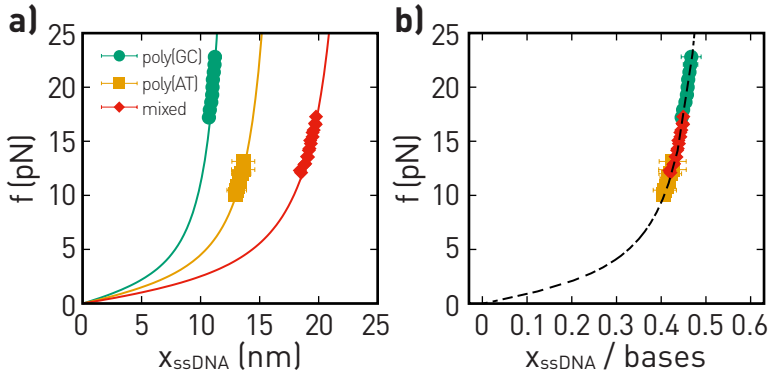 a)
25
20
15
10
5
0
f (pN)
poly(GC)
poly(AT)
mixed
0 5 10 15 20 25
xssDNA (nm)
b)
25
20
15
10
5
0
f (pN)
0 0.1 0.2 0.3 0.4 0.5 0.6
xssDNA / bases